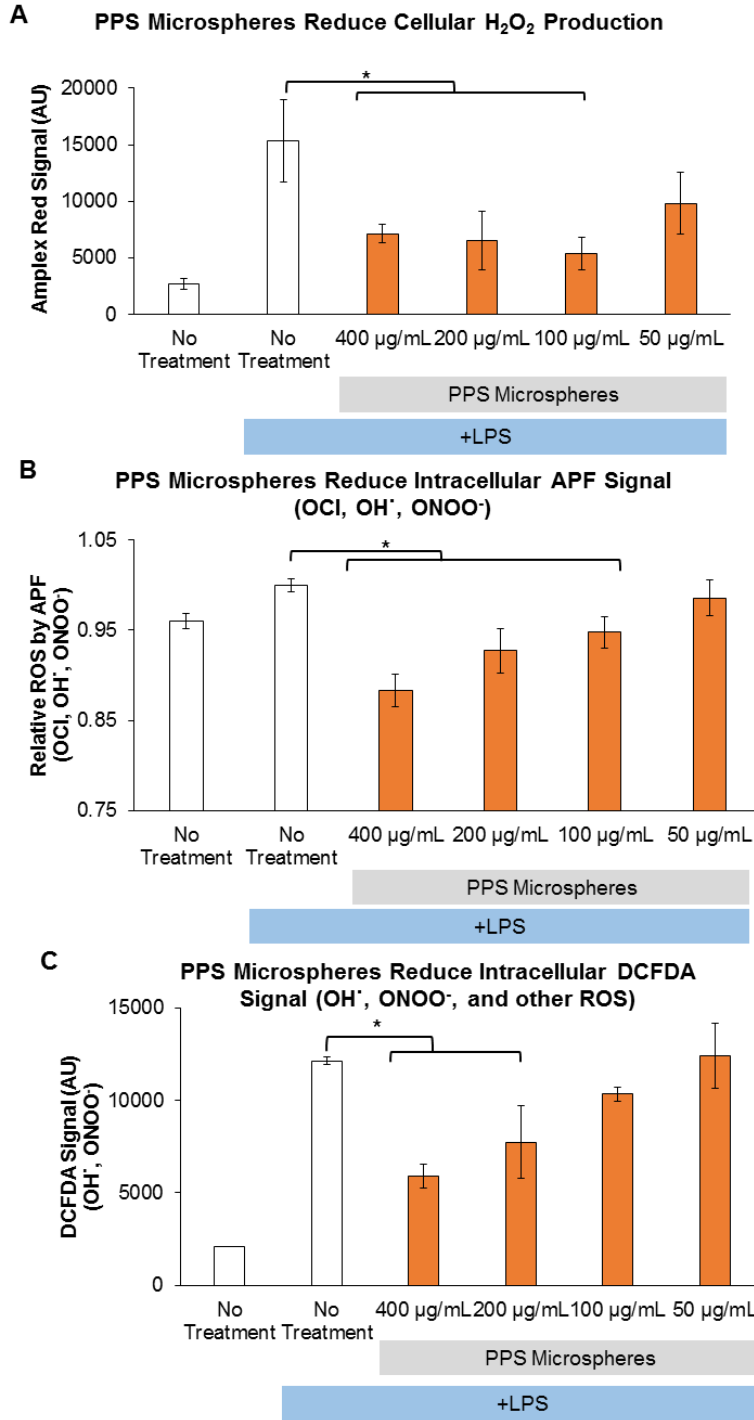 A
PPS Microspheres Reduce Cellular H₂O₂ Production
*
Amplex Red Signal (AU)
20000
15000
10000
5000
0
No Treatment
No Treatment
400 µg/mL
200 µg/mL
100 µg/mL
50 µg/mL
PPS Microspheres
+LPS
B
PPS Microspheres Reduce Intracellular APF Signal
(OCl, OH˙, ONOO⁻)
*
Relative ROS by APF
(OCl, OH˙, ONOO⁻)
1.05
0.95
0.85
0.75
No Treatment
No Treatment
400 µg/mL
200 µg/mL
100 µg/mL
50 µg/mL
PPS Microspheres
+LPS
C
PPS Microspheres Reduce Intracellular DCFDA
Signal (OH˙, ONOO⁻, and other ROS)
*
DCFDA Signal (AU)
(OH˙, ONOO⁻)
15000
10000
5000
0
No Treatment
No Treatment
400 µg/mL
200 µg/mL
100 µg/mL
50 µg/mL
PPS Microspheres
+LPS